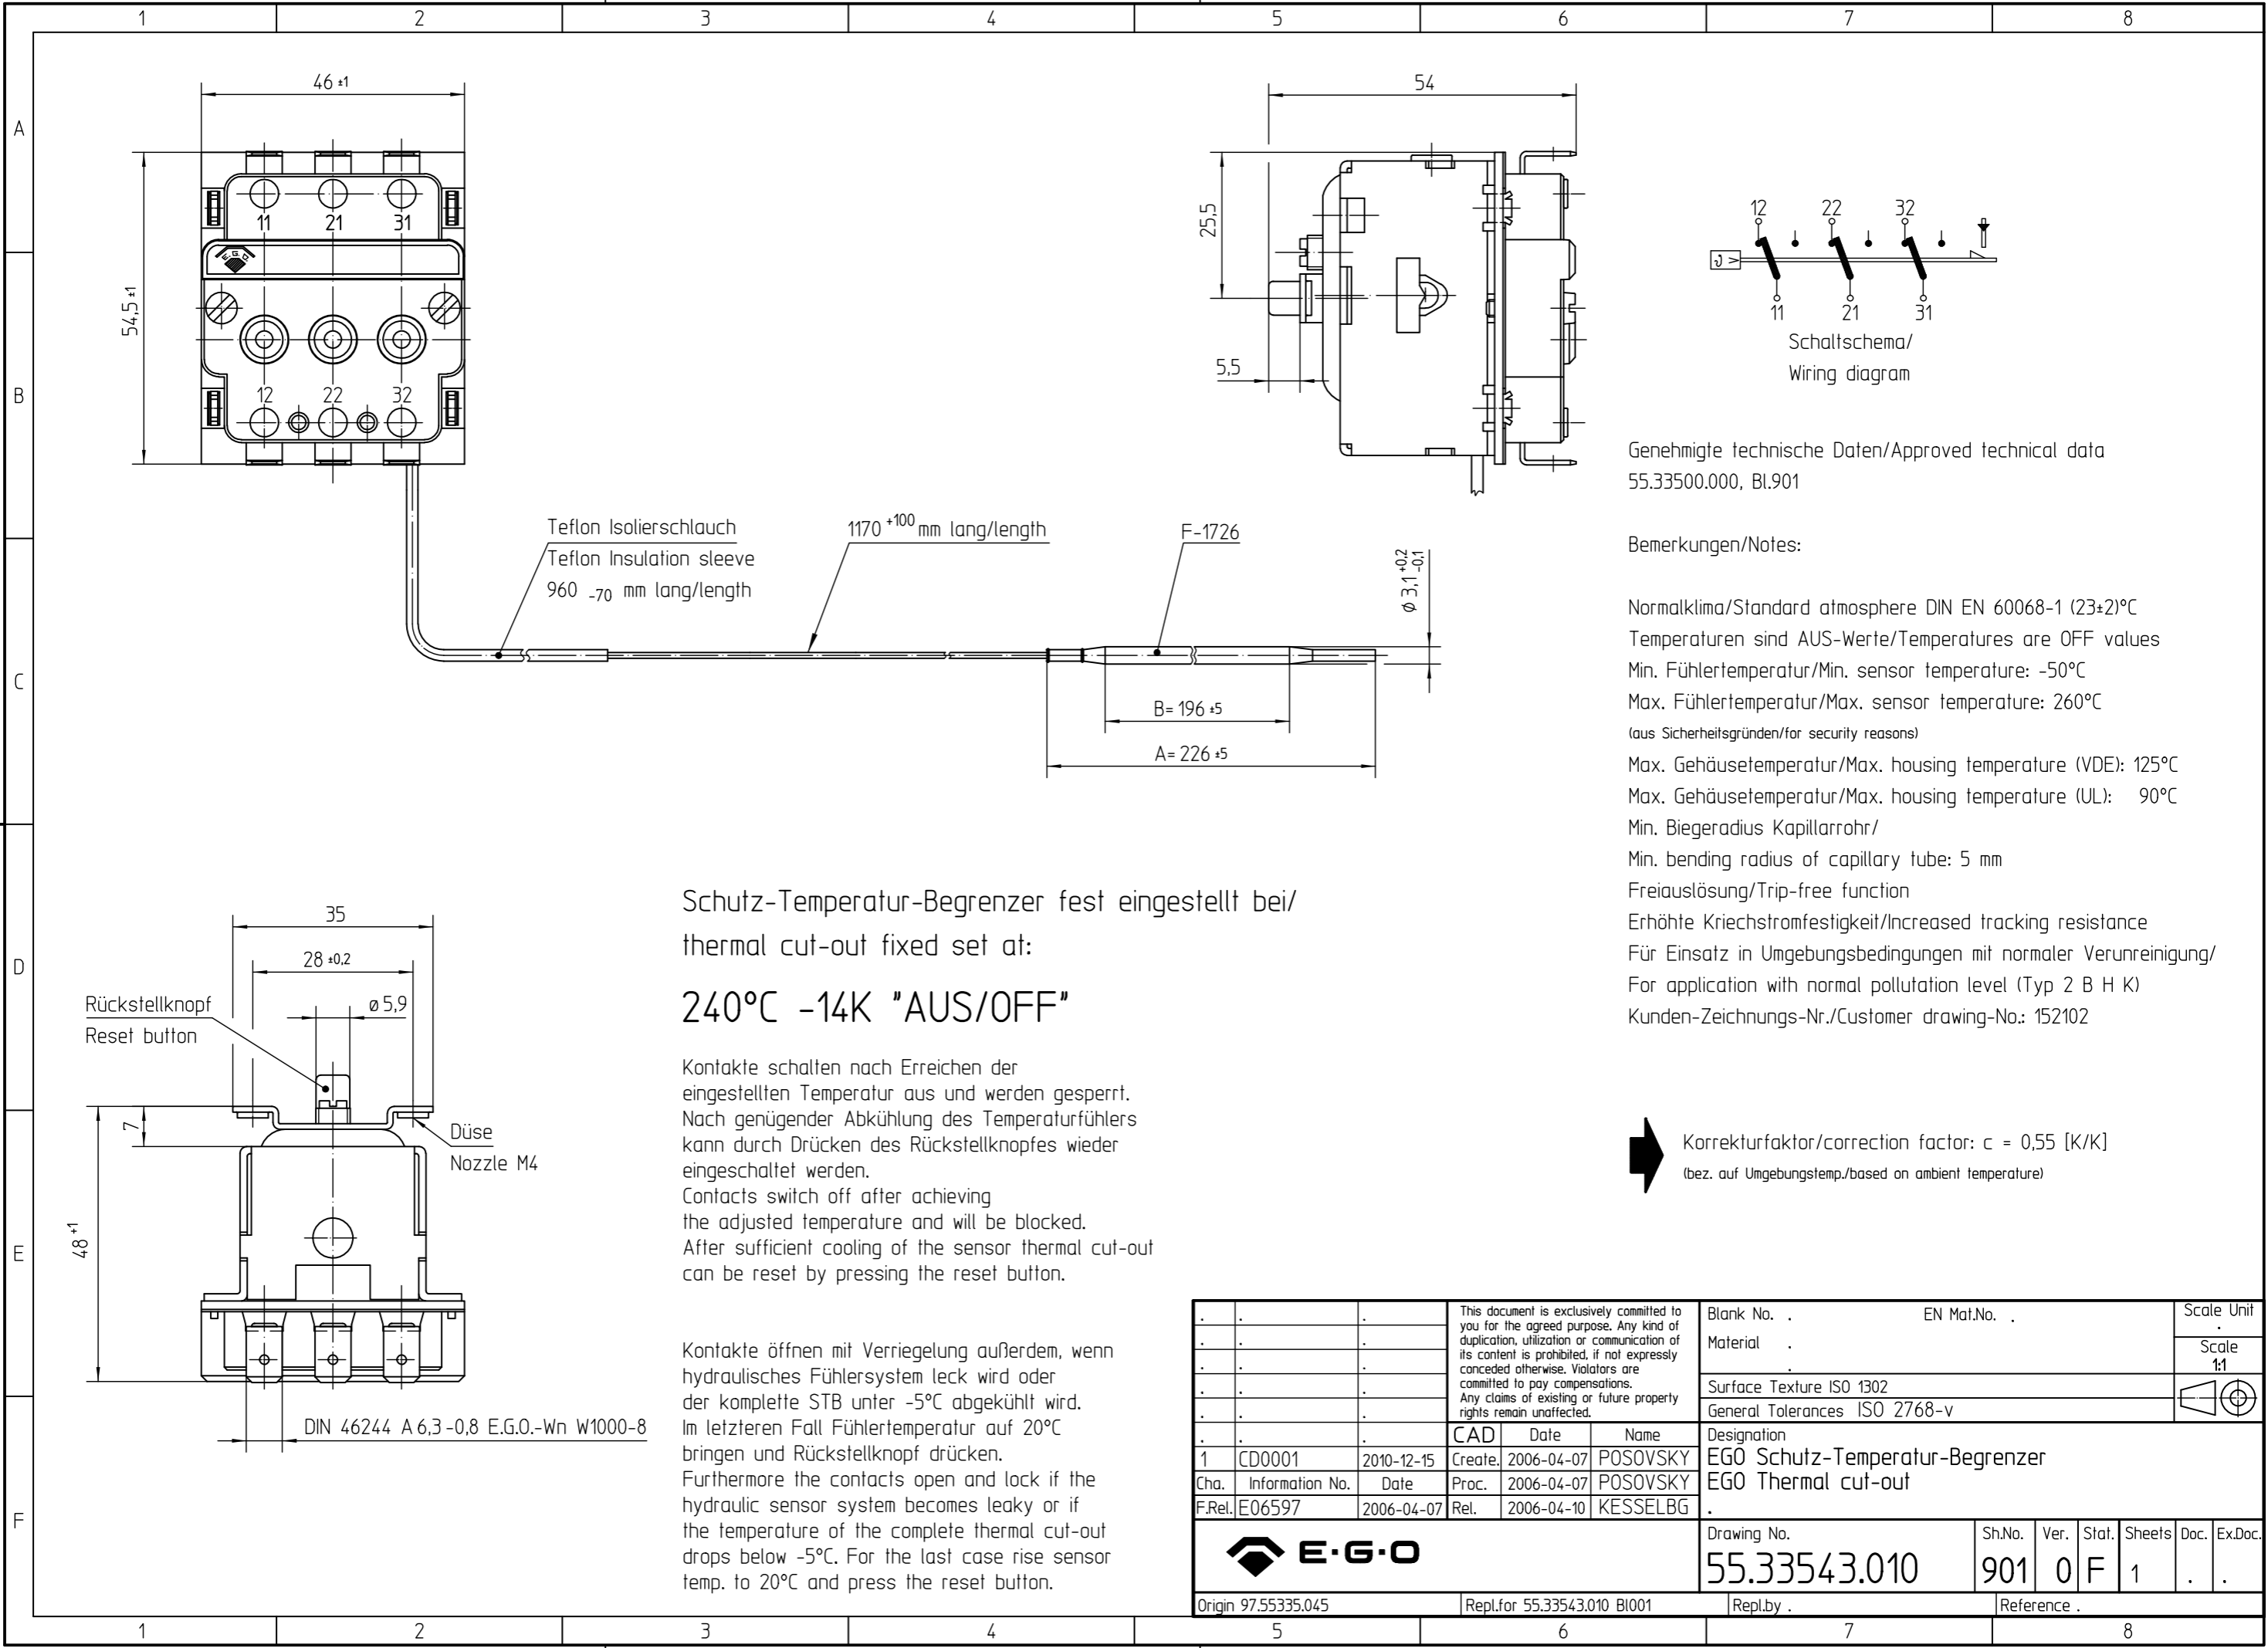 1 2 3 4 5 6 7 8
A
B
C
D
E
F
46 ±1
54,5 ±1
11 21 31
E.G.O.
12 22 32
54
25,5
5,5
12 22 32
ϑ >
11 21 31
Schaltschema/
Wiring diagram
Teflon Isolierschlauch
Teflon Insulation sleeve
960 -70 mm lang/length
1170 +100 mm lang/length
F-1726
ø 3,1 +0,2 -0,1
B= 196 ±5
A= 226 ±5
Genehmigte technische Daten/Approved technical data
55.33500.000, Bl.901
Bemerkungen/Notes:
Normalklima/Standard atmosphere DIN EN 60068-1 (23±2)°C
Temperaturen sind AUS-Werte/Temperatures are OFF values
Min. Fühlertemperatur/Min. sensor temperature: -50°C
Max. Fühlertemperatur/Max. sensor temperature: 260°C
(aus Sicherheitsgründen/for security reasons)
Max. Gehäusetemperatur/Max. housing temperature (VDE): 125°C
Max. Gehäusetemperatur/Max. housing temperature (UL): 90°C
Min. Biegeradius Kapillarrohr/
Min. bending radius of capillary tube: 5 mm
Freiauslösung/Trip-free function
Erhöhte Kriechstromfestigkeit/Increased tracking resistance
Für Einsatz in Umgebungsbedingungen mit normaler Verunreinigung/
For application with normal pollutation level (Typ 2 B H K)
Kunden-Zeichnungs-Nr./Customer drawing-No.: 152102
Korrekturfaktor/correction factor: c = 0,55 [K/K]
(bez. auf Umgebungstemp./based on ambient temperature)
35
28 ±0,2
ø 5,9
Rückstellknopf
Reset button
7
48 +1
Düse
Nozzle M4
DIN 46244 A 6,3 -0,8 E.G.O.-Wn W1000-8
Schutz-Temperatur-Begrenzer fest eingestellt bei/
thermal cut-out fixed set at:
240°C -14K "AUS/OFF"
Kontakte schalten nach Erreichen der
eingestellten Temperatur aus und werden gesperrt.
Nach genügender Abkühlung des Temperaturfühlers
kann durch Drücken des Rückstellknopfes wieder
eingeschaltet werden.
Contacts switch off after achieving
the adjusted temperature and will be blocked.
After sufficient cooling of the sensor thermal cut-out
can be reset by pressing the reset button.
Kontakte öffnen mit Verriegelung außerdem, wenn
hydraulisches Fühlersystem leck wird oder
der komplette STB unter -5°C abgekühlt wird.
Im letzteren Fall Fühlertemperatur auf 20°C
bringen und Rückstellknopf drücken.
Furthermore the contacts open and lock if the
hydraulic sensor system becomes leaky or if
the temperature of the complete thermal cut-out
drops below -5°C. For the last case rise sensor
temp. to 20°C and press the reset button.
This document is exclusively committed to
you for the agreed purpose. Any kind of
duplication, utilization or communication of
its content is prohibited, if not expressly
conceded otherwise. Violators are
committed to pay compensations.
Any claims of existing or future property
rights remain unaffected.
Blank No. . EN Mat.No. .
Material .
.
Scale Unit
.
Scale
1:1
Surface Texture ISO 1302
General Tolerances ISO 2768-v
CAD Date Name
1 CD0001 2010-12-15 Create. 2006-04-07 POSOVSKY
Cha. Information No. Date Proc. 2006-04-07 POSOVSKY
F.Rel. E06597 2006-04-07 Rel. 2006-04-10 KESSELBG
Designation
EGO Schutz-Temperatur-Begrenzer
EGO Thermal cut-out
.
E·G·O
Drawing No. Sh.No. Ver. Stat. Sheets Doc. Ex.Doc.
55.33543.010 901 0 F 1 . .
Origin 97.55335.045 Repl.for 55.33543.010 Bl001 Repl.by . Reference .
1 2 3 4 5 6 7 8